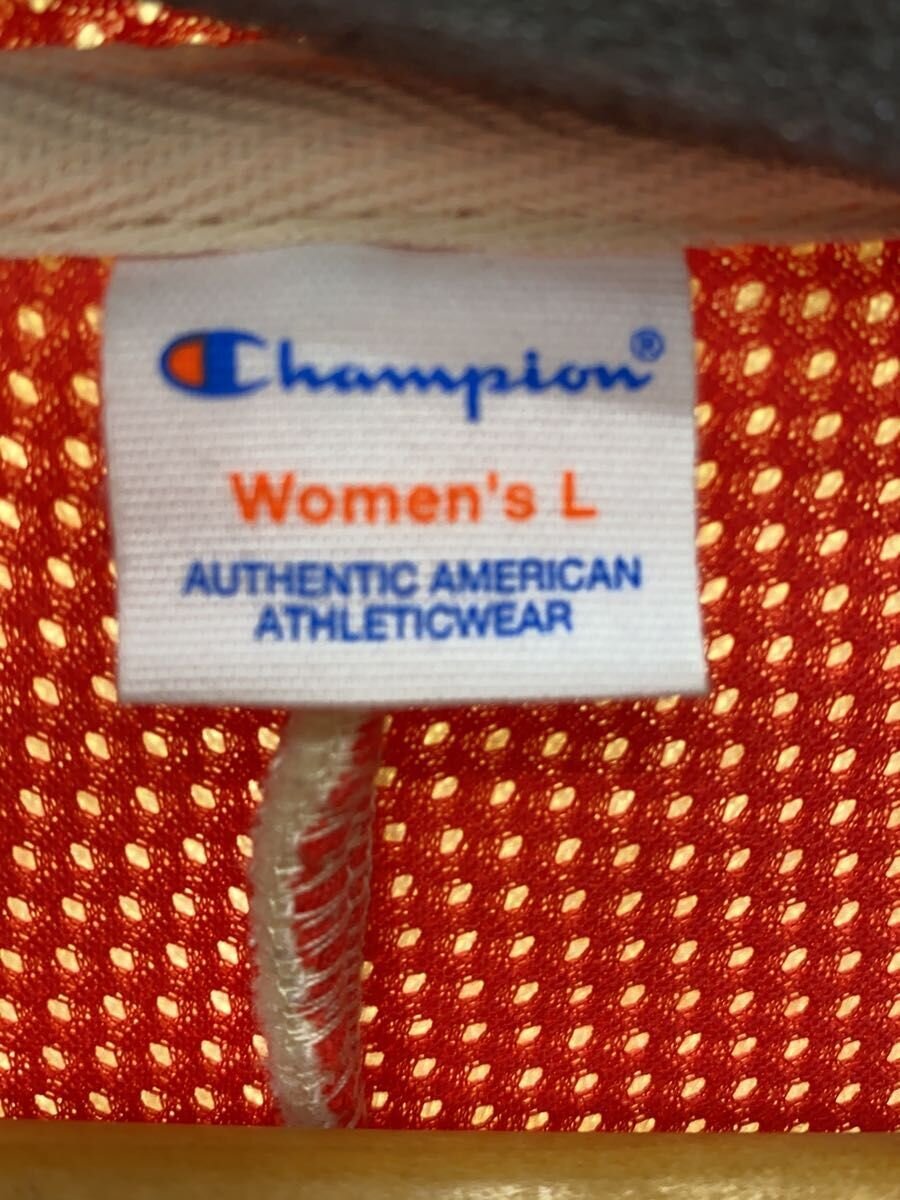 Champion®
Women's L
AUTHENTIC AMERICAN
ATHLETICWEAR